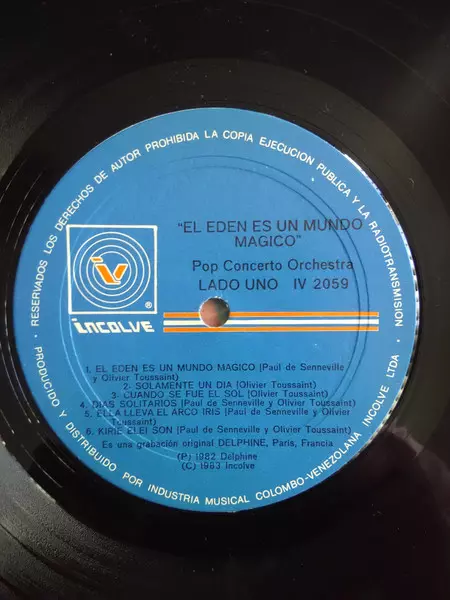 RESERVADOS LOS DERECHOS DE AUTOR PROHIBIDA LA COPIA EJECUCION PUBLICA Y LA RADIOTRANSMISION
"EL EDEN ES UN MUNDO
MAGICO"
Pop Concerto Orchestra
LADO UNO IV 2059
iv
®
incolve
1. EL EDEN ES UN MUNDO MAGICO (Paul de Senneville
y Olivier Toussaint)
2- SOLAMENTE UN DIA (Olivier Toussaint)
3- CUANDO SE FUE EL SOL (Olivier Toussaint)
4. DIAS SOLITARIOS (Paul de Senneville y Olivier Toussaint)
5. ELLA LLEVA EL ARCO IRIS (Paul de Senneville y Olivier
Toussaint)
6. KIRIE ELEI SON (Paul de Senneville y Olivier Toussaint)
Es una grabación original DELPHINE, Paris, Francia
(P) 1982 Delphine
(C) 1983 Incolve
PRODUCIDO Y DISTRIBUIDO POR INDUSTRIA MUSICAL COLOMBO-VENEZOLANA INCOLVE LTDA.